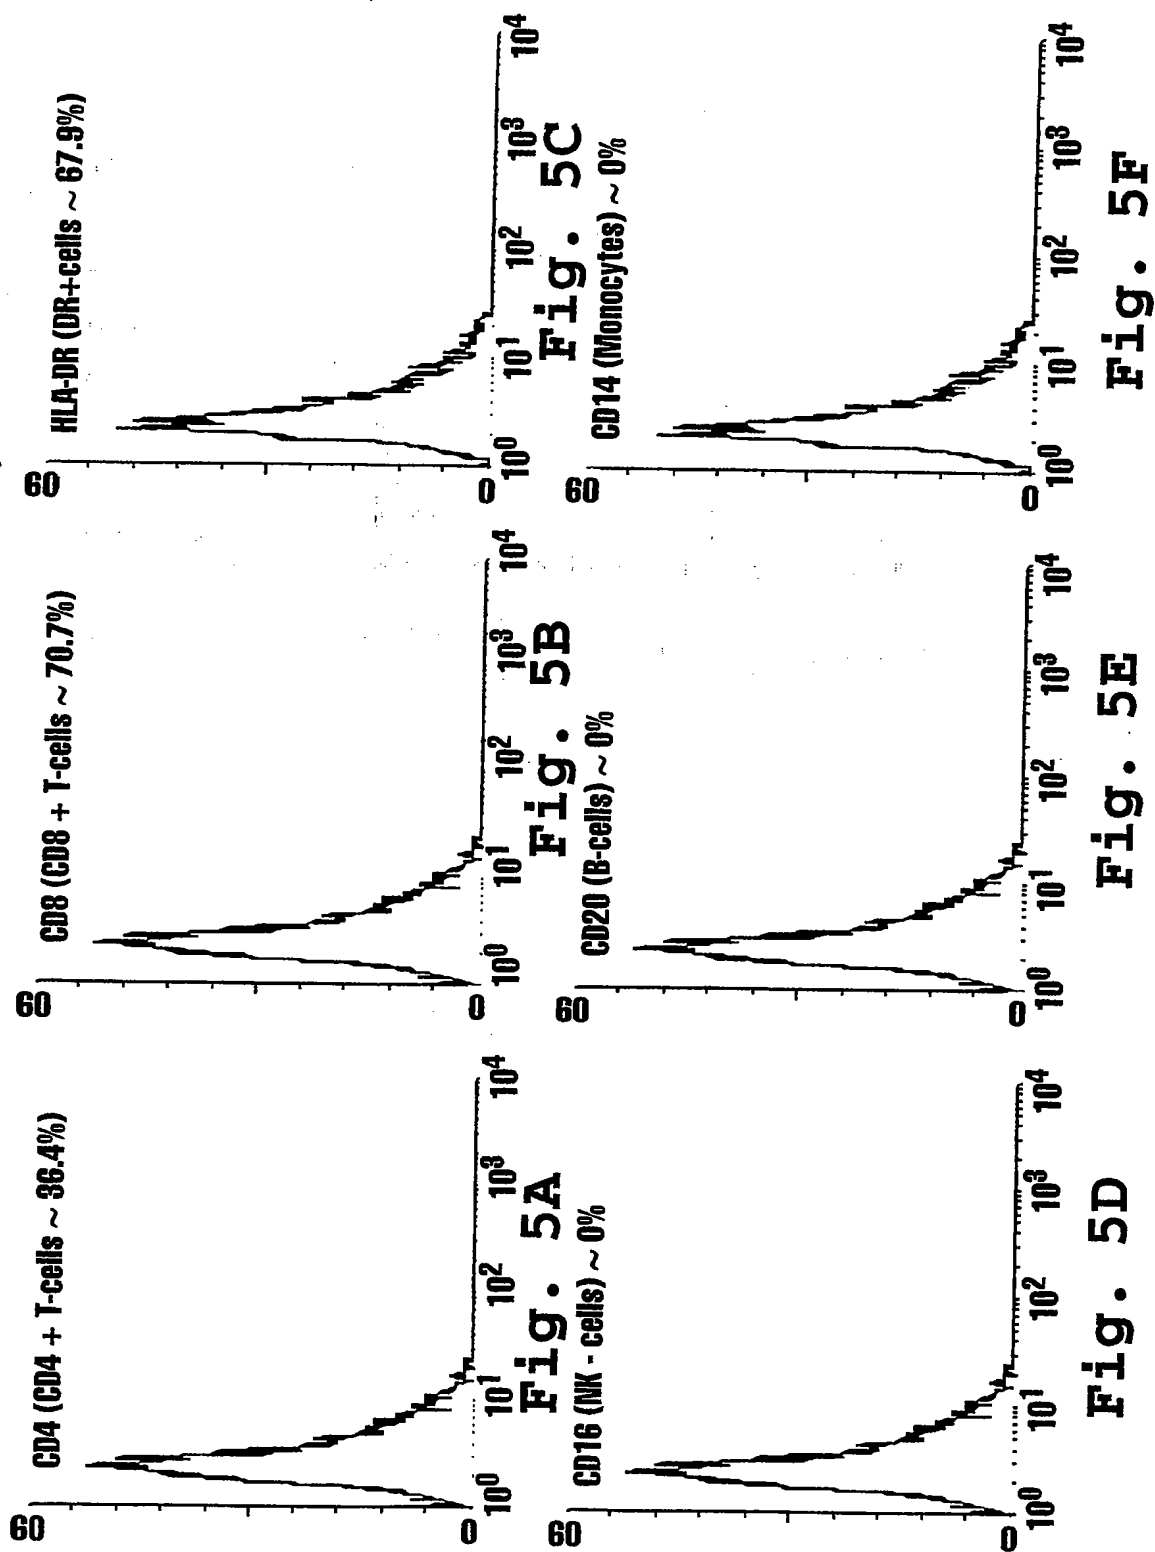 CD4 (CD4 + T-cells ~ 36.4%)
60
0
10⁰ 10¹ 10² 10³ 10⁴
Fig. 5A
CD8 (CD8 + T-cells ~ 70.7%)
60
0
10⁰ 10¹ 10² 10³ 10⁴
Fig. 5B
HLA-DR (DR+cells ~ 67.9%)
60
0
10⁰ 10¹ 10² 10³ 10⁴
Fig. 5C
CD16 (NK - cells) ~ 0%
60
0
10⁰ 10¹ 10² 10³ 10⁴
Fig. 5D
CD20 (B-cells) ~ 0%
60
0
10⁰ 10¹ 10² 10³ 10⁴
Fig. 5E
CD14 (Monocytes) ~ 0%
60
0
10⁰ 10¹ 10² 10³ 10⁴
Fig. 5F